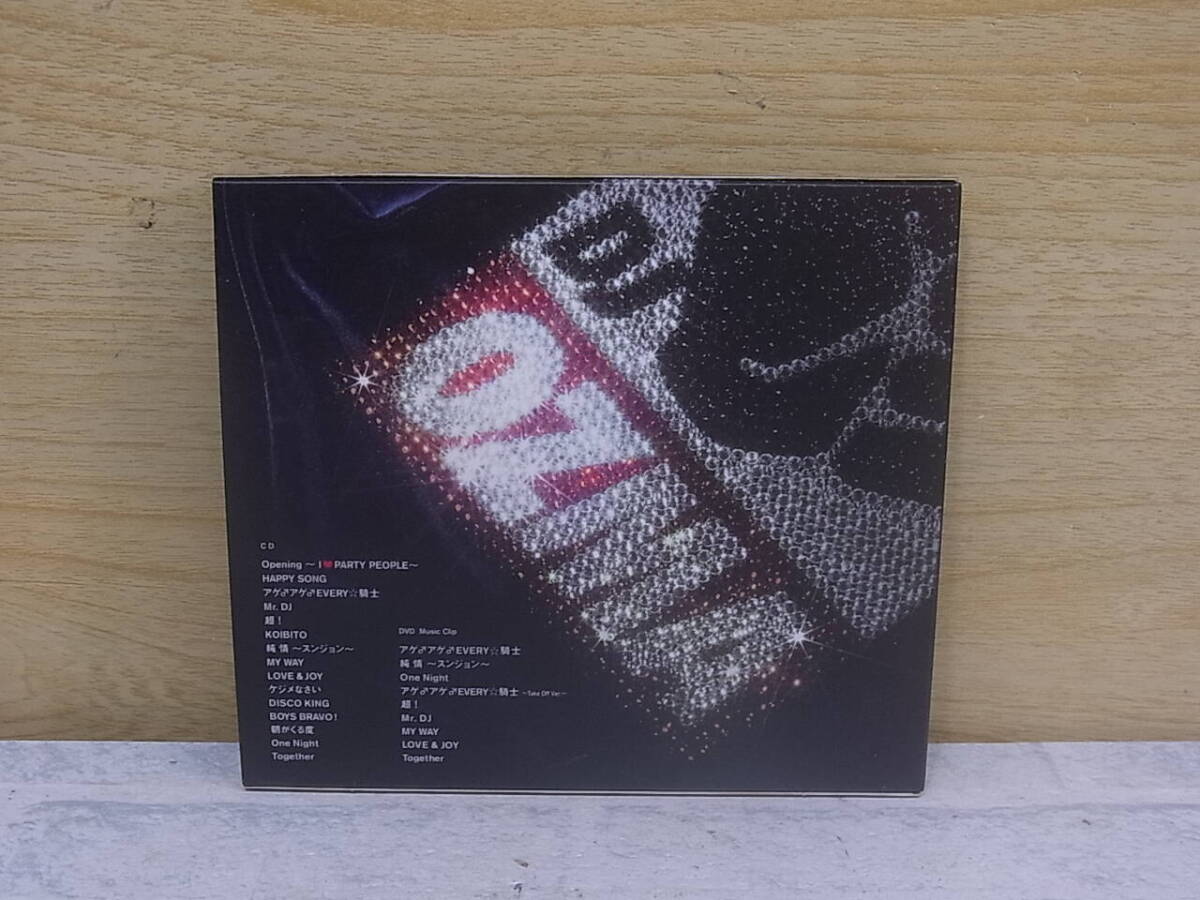 DJ
OZMA
CD
Opening ～ I❤PARTY PEOPLE～
HAPPY SONG
アゲ♂アゲ♂EVERY☆騎士
Mr. DJ
超！
KOIBITO
純情 ～スンジョン～
MY WAY
LOVE & JOY
ケジメなさい
DISCO KING
BOYS BRAVO!
朝がくる度
One Night
Together
DVD Music Clip
アゲ♂アゲ♂EVERY☆騎士
純情 ～スンジョン～
One Night
アゲ♂アゲ♂EVERY☆騎士 ～Take Off Ver.～
超！
Mr. DJ
MY WAY
LOVE & JOY
Together